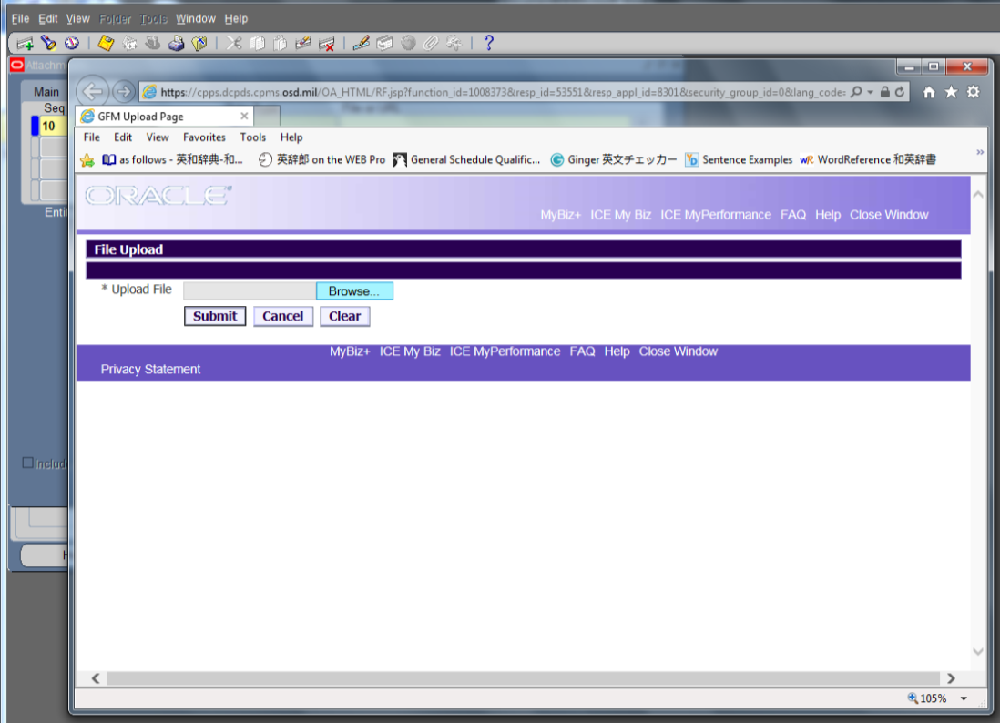 File Edit View Folder Tools Window Help
Attachm
Main
Seq
10
https://cpps.dcpds.cpms.osd.mil/OA_HTML/RF.jsp?function_id=1008373&resp_id=53551&resp_appl_id=8301&security_group_id=0&lang_code=
GFM Upload Page
File Edit View Favorites Tools Help
as follows - 英和辞典-和... 英辞郎 on the WEB Pro General Schedule Qualific... Ginger 英文チェッカー Sentence Examples WordReference 和英辞書
ORACLE
MyBiz+ ICE My Biz ICE MyPerformance FAQ Help Close Window
Entit
File Upload
* Upload File Browse...
Submit Cancel Clear
MyBiz+ ICE My Biz ICE MyPerformance FAQ Help Close Window
Privacy Statement
Includ
105%